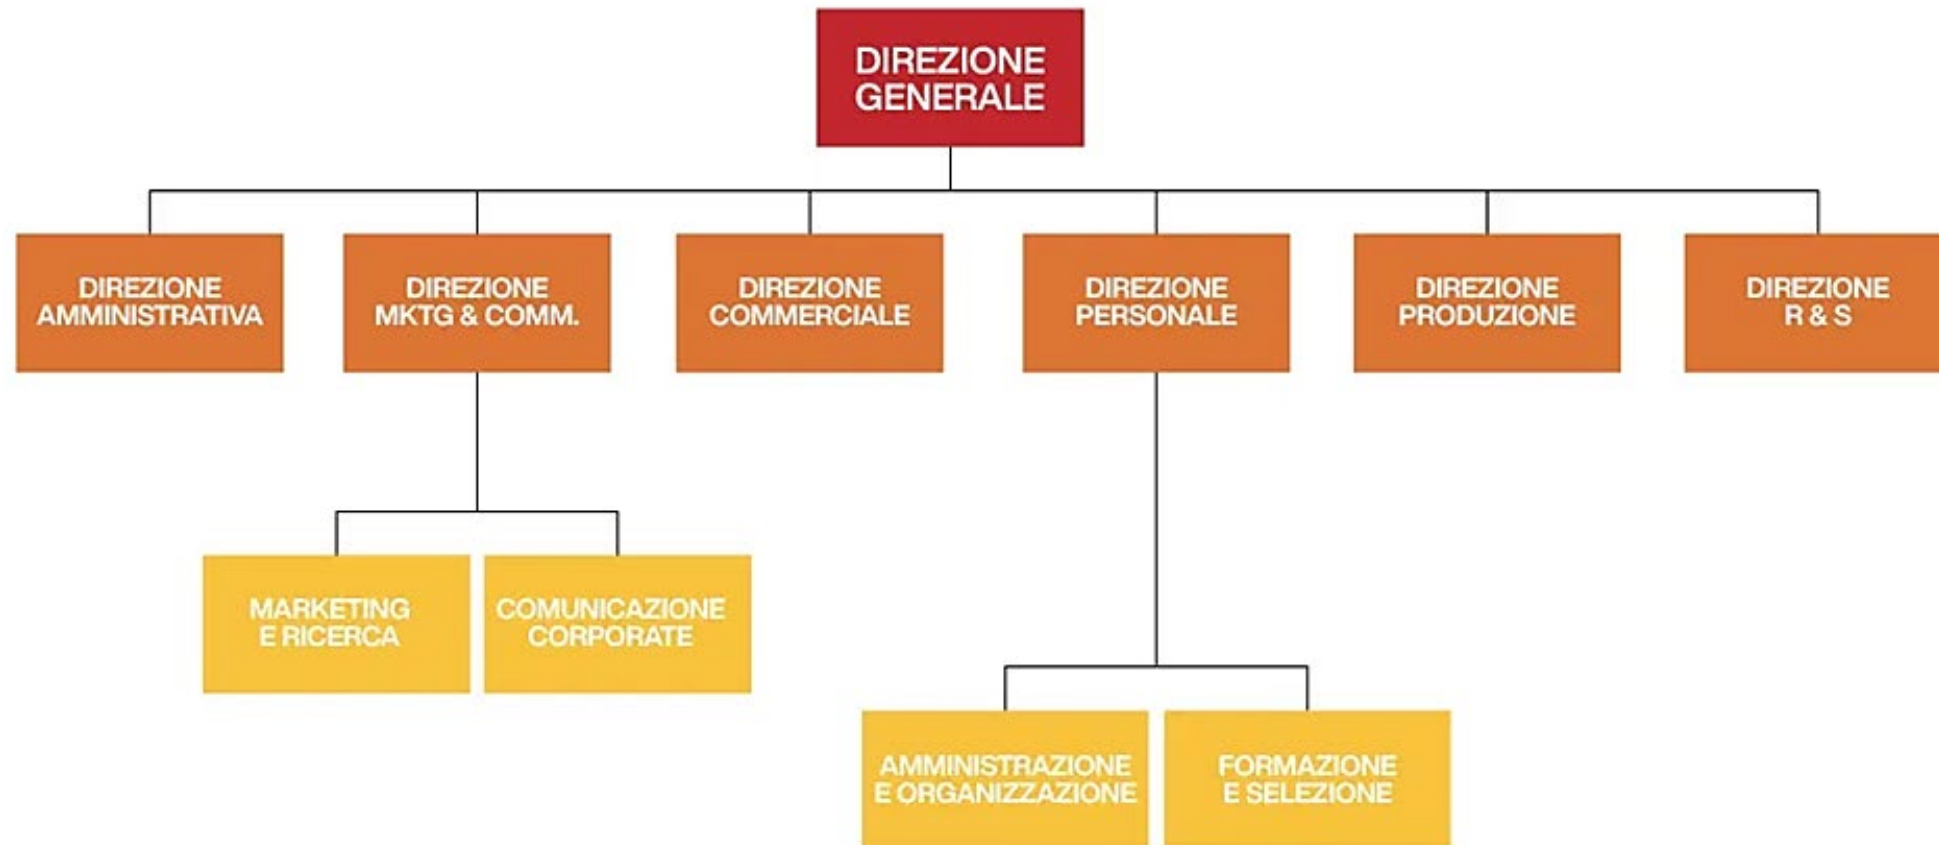 DIREZIONE
GENERALE
DIREZIONE
AMMINISTRATIVA
DIREZIONE
MKTG & COMM.
DIREZIONE
COMMERCIALE
DIREZIONE
PERSONALE
DIREZIONE
PRODUZIONE
DIREZIONE
R & S
MARKETING
E RICERCA
COMUNICAZIONE
CORPORATE
AMMINISTRAZIONE
E ORGANIZZAZIONE
FORMAZIONE
E SELEZIONE